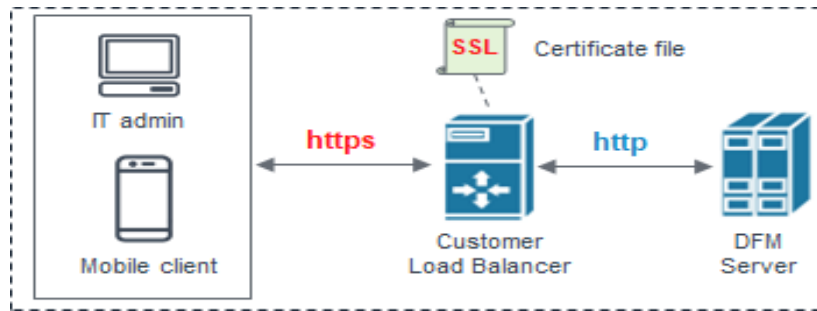 SSL
Certificate file
IT admin
https
http
Mobile client
Customer
Load Balancer
DFM
Server